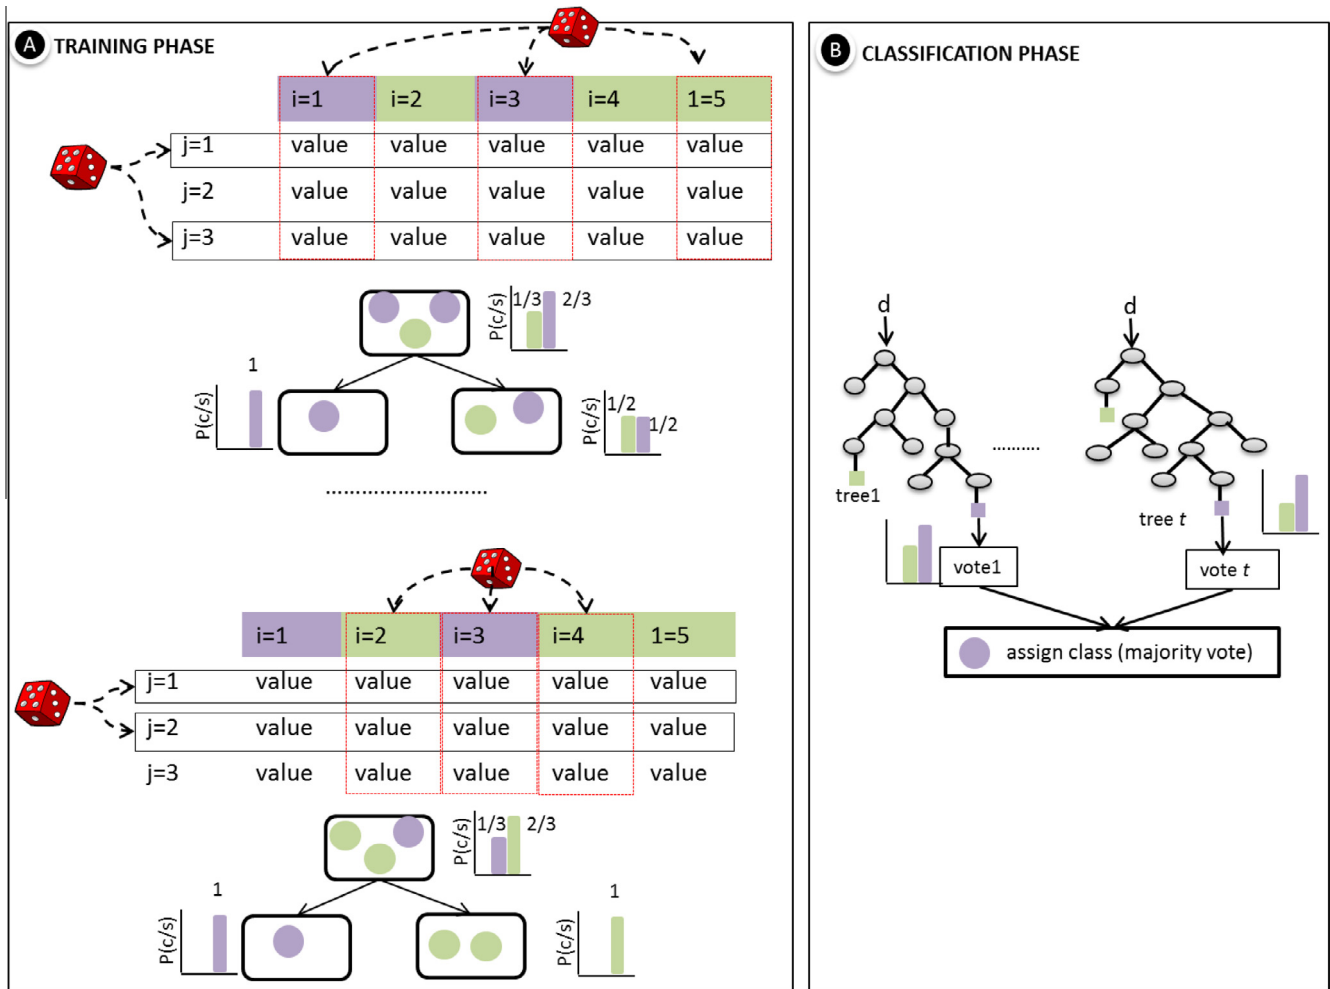 A TRAINING PHASE
i=1 i=2 i=3 i=4 1=5
j=1 value value value value value
j=2 value value value value value
j=3 value value value value value
P(c/s) 1/3 2/3
1
P(c/s)
P(c/s) 1/2 1/2
............................
i=1 i=2 i=3 i=4 1=5
j=1 value value value value value
j=2 value value value value value
j=3 value value value value value
P(c/s) 1/3 2/3
1
P(c/s)
1
P(c/s)
B CLASSIFICATION PHASE
d d
..........
tree1
tree t
vote1 vote t
assign class (majority vote)